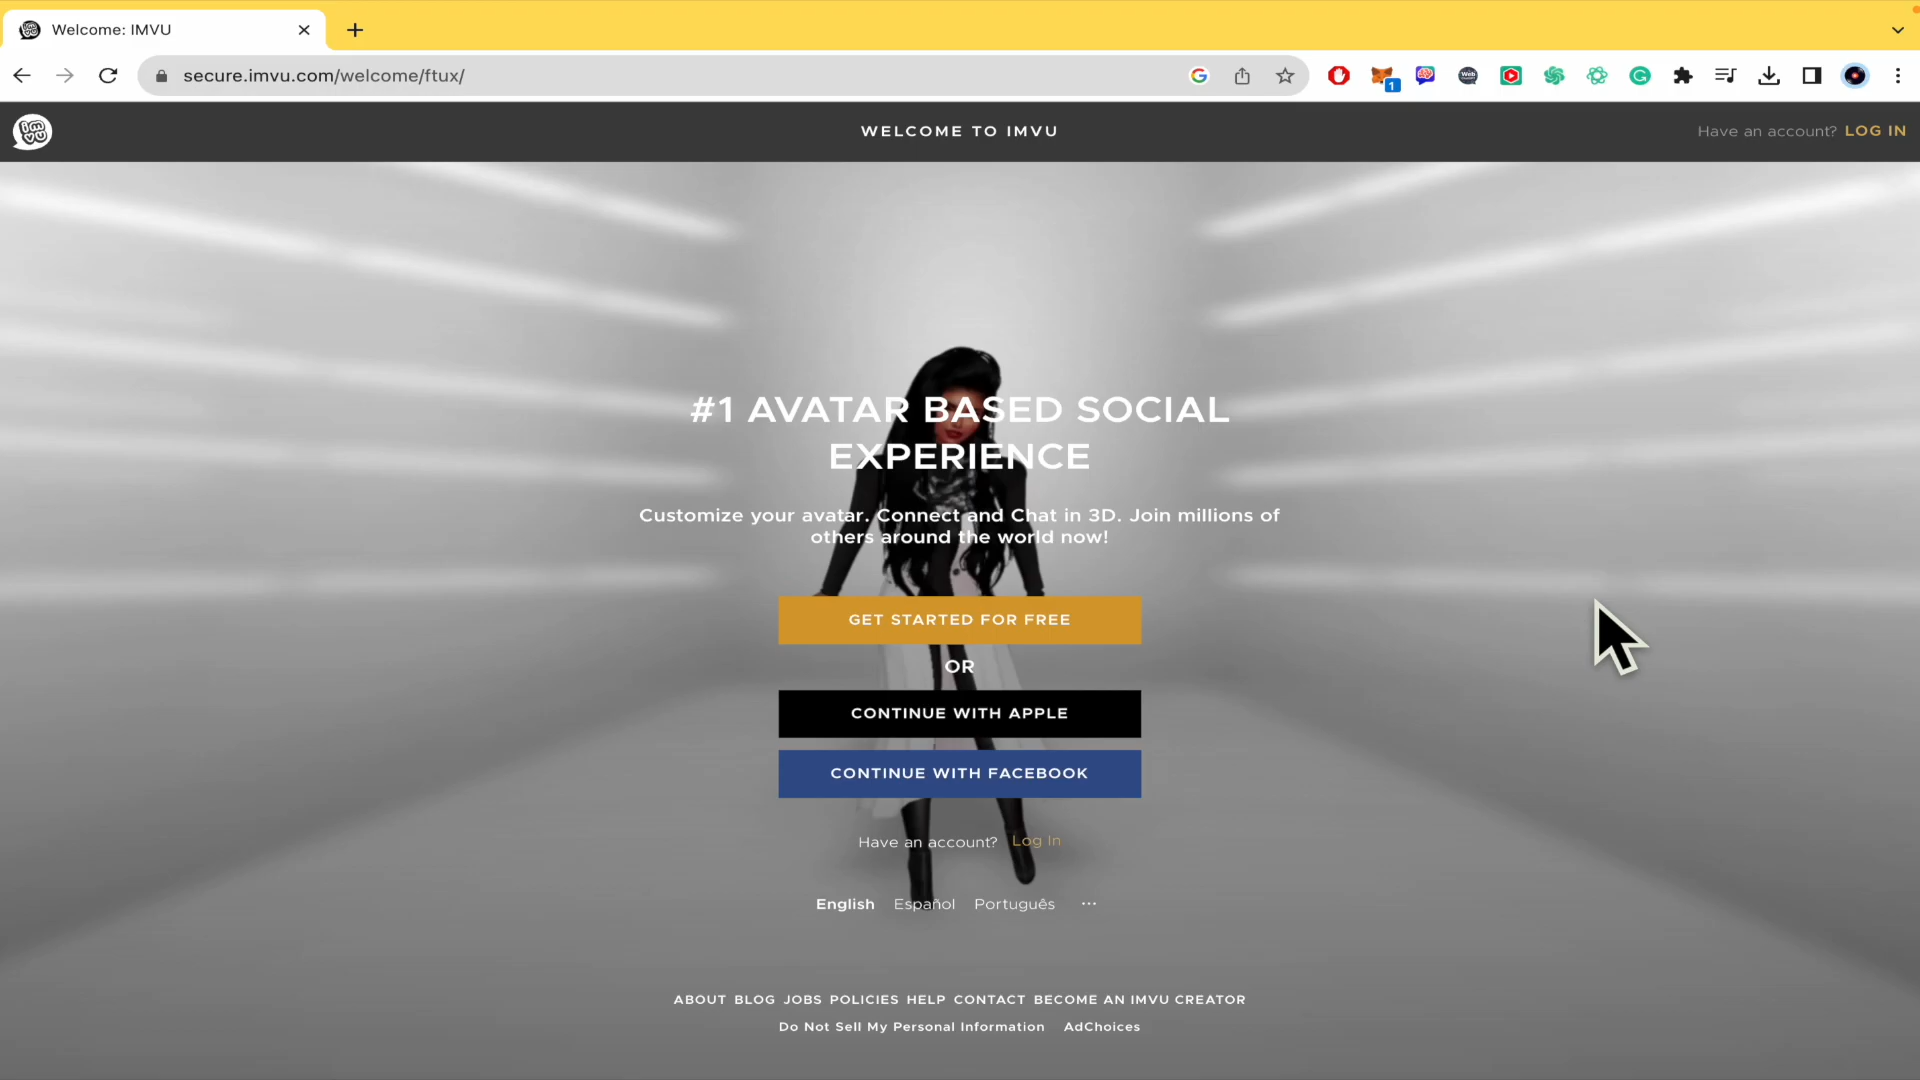 Welcome: IMVU
secure.imvu.com/welcome/ftux/
1
imvu
WELCOME TO IMVU
Have an account? LOG IN
#1 AVATAR BASED SOCIAL
EXPERIENCE
Customize your avatar. Connect and Chat in 3D. Join millions of
others around the world now!
GET STARTED FOR FREE
OR
CONTINUE WITH APPLE
CONTINUE WITH FACEBOOK
Have an account? Log In
English Español Português ...
ABOUT BLOG JOBS POLICIES HELP CONTACT BECOME AN IMVU CREATOR
Do Not Sell My Personal Information AdChoices